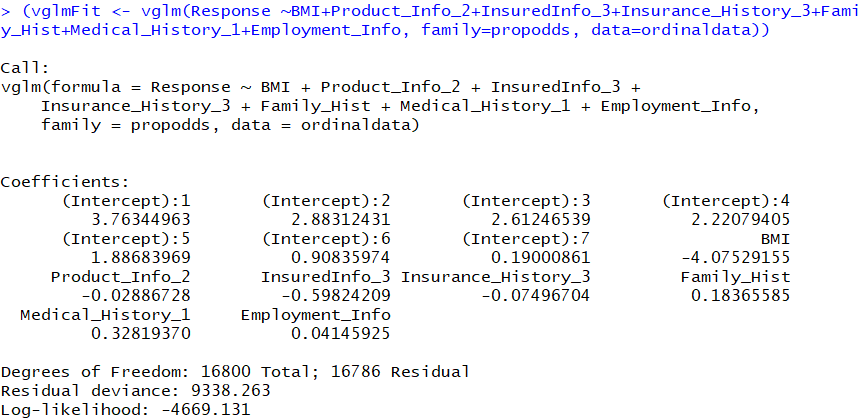 > (vglmFit <- vglm(Response ~BMI+Product_Info_2+InsuredInfo_3+Insurance_History_3+Fami
y_Hist+Medical_History_1+Employment_Info, family=propodds, data=ordinaldata))
Call:
vglm(formula = Response ~ BMI + Product_Info_2 + InsuredInfo_3 +
Insurance_History_3 + Family_Hist + Medical_History_1 + Employment_Info,
family = propodds, data = ordinaldata)
Coefficients:
(Intercept):1 (Intercept):2 (Intercept):3 (Intercept):4
3.76344963 2.88312431 2.61246539 2.22079405
(Intercept):5 (Intercept):6 (Intercept):7 BMI
1.88683969 0.90835974 0.19000861 -4.07529155
Product_Info_2 InsuredInfo_3 Insurance_History_3 Family_Hist
-0.02886728 -0.59824209 -0.07496704 0.18365585
Medical_History_1 Employment_Info
0.32819370 0.04145925
Degrees of Freedom: 16800 Total; 16786 Residual
Residual deviance: 9338.263
Log-likelihood: -4669.131